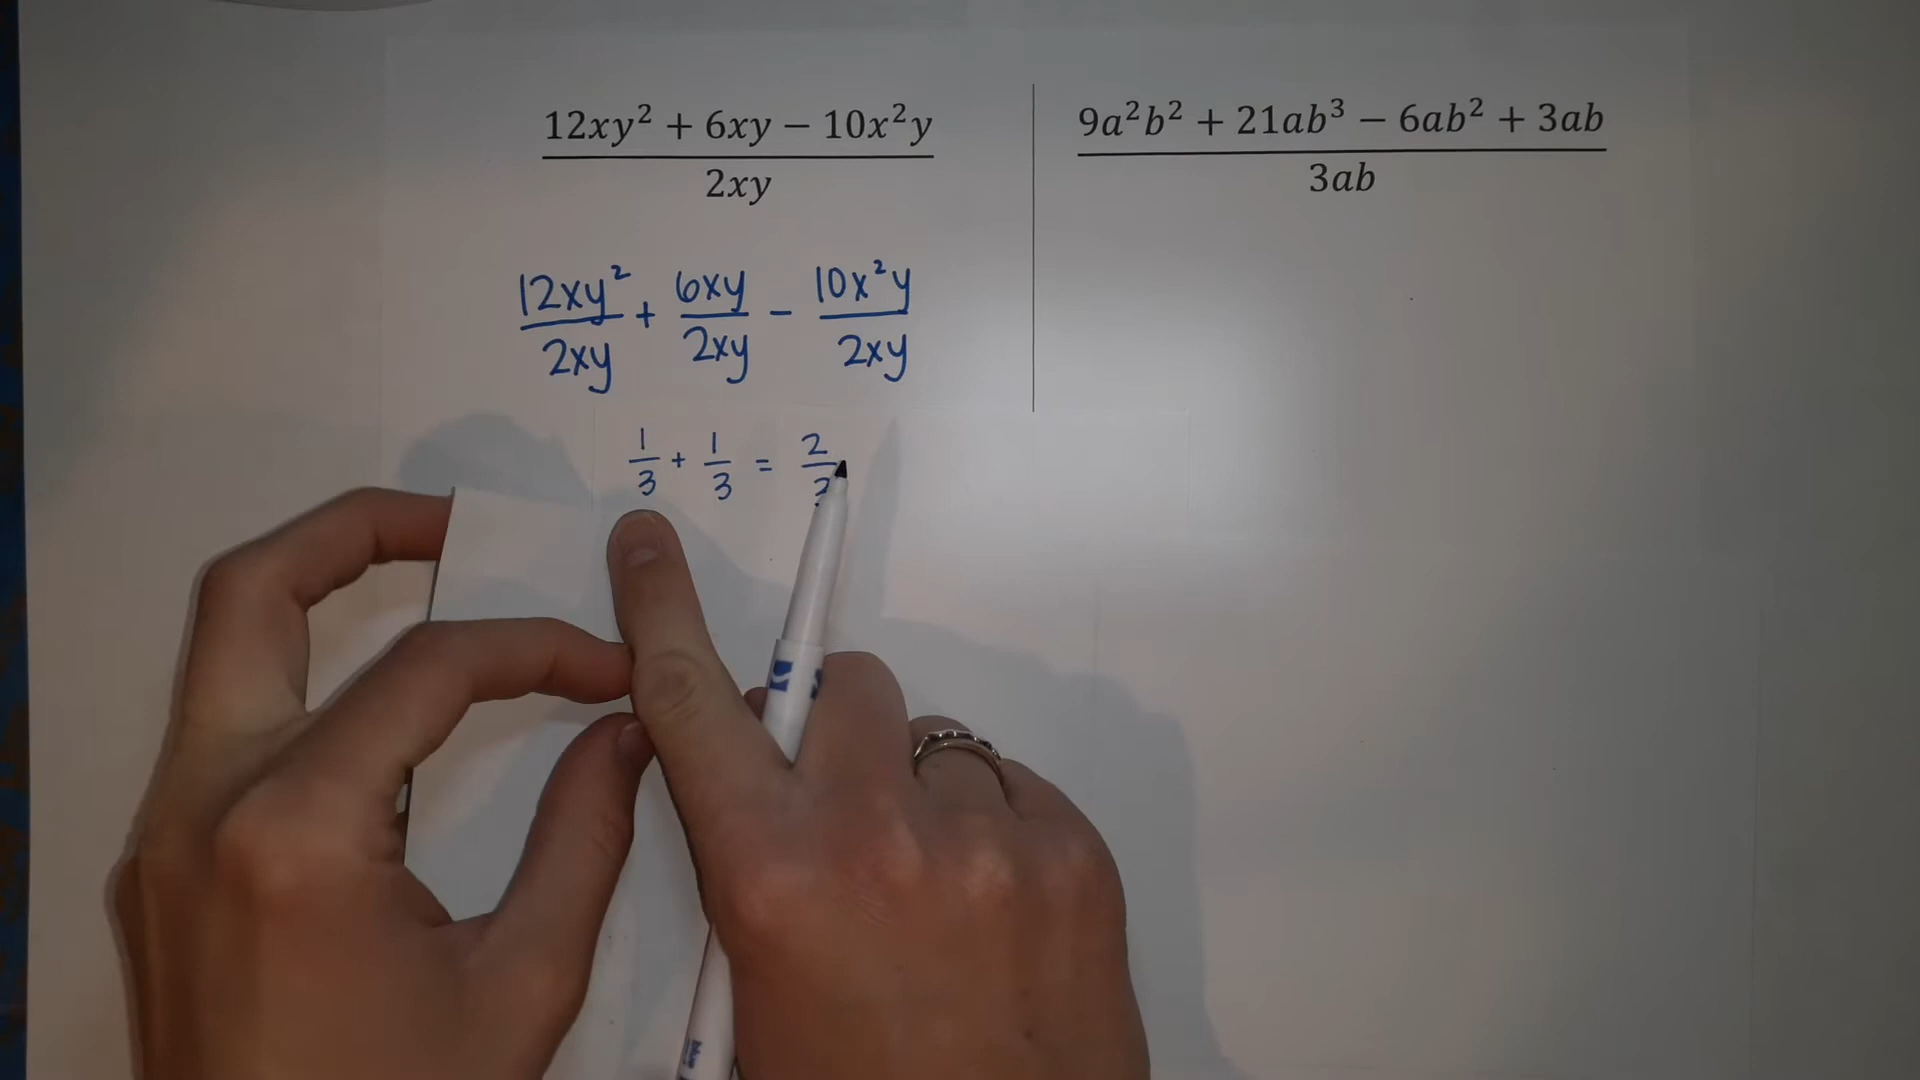 12xy² + 6xy − 10x²y
2xy
9a²b² + 21ab³ − 6ab² + 3ab
3ab
12xy²/2xy + 6xy/2xy - 10x²y/2xy
1/3 + 1/3 = 2/3